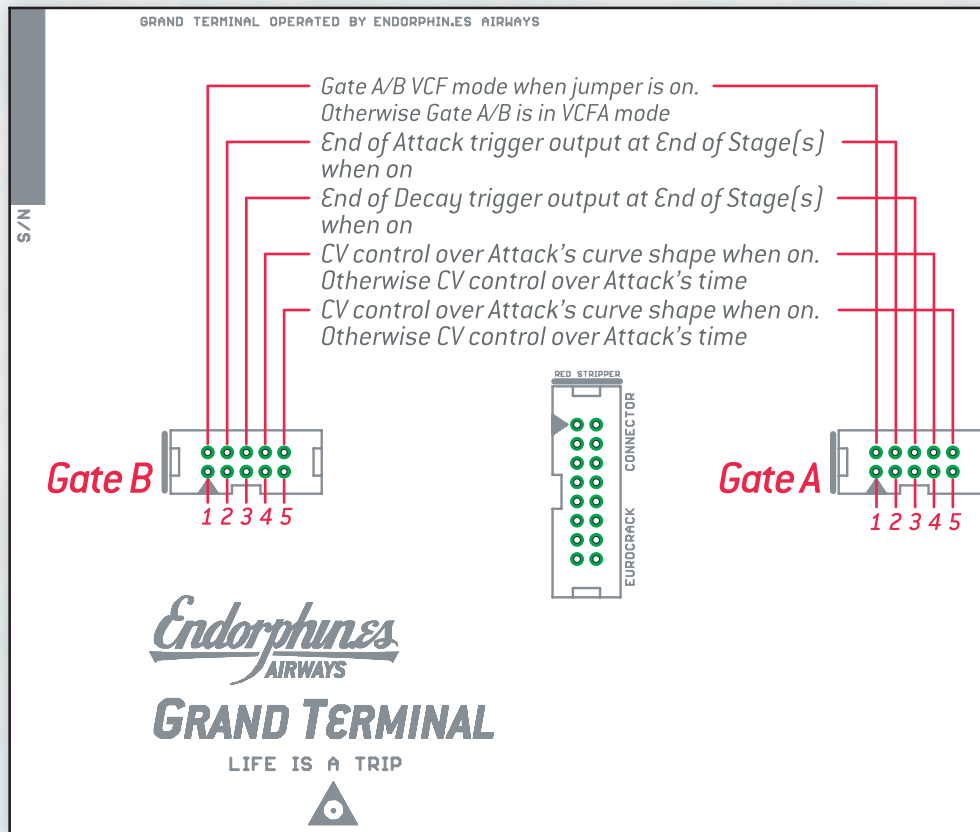 GRAND TERMINAL OPERATED BY ENDORPHIN.ES AIRWAYS
S/N
Gate A/B VCF mode when jumper is on.
Otherwise Gate A/B is in VCFA mode
End of Attack trigger output at End of Stage(s)
when on
End of Decay trigger output at End of Stage(s)
when on
CV control over Attack's curve shape when on.
Otherwise CV control over Attack's time
CV control over Attack's curve shape when on.
Otherwise CV control over Attack's time
RED STRIPPER
EUROCRACK CONNECTOR
Gate B
1 2 3 4 5
Gate A
1 2 3 4 5
Endorphin.es
AIRWAYS
GRAND TERMINAL
LIFE IS A TRIP